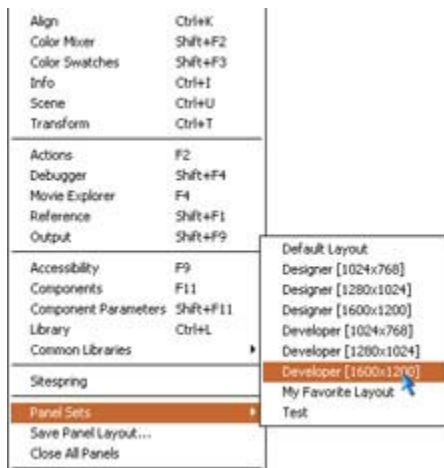 Align Ctrl+K
Color Mixer Shift+F2
Color Swatches Shift+F3
Info Ctrl+I
Scene Ctrl+U
Transform Ctrl+T
Actions F2
Debugger Shift+F4
Movie Explorer F4
Reference Shift+F1
Output Shift+F9
Accessibility F9
Components F11
Component Parameters Shift+F11
Library Ctrl+L
Common Libraries
Sitespring
Panel Sets
Save Panel Layout...
Close All Panels
Default Layout
Designer [1024x768]
Designer [1280x1024]
Designer [1600x1200]
Developer [1024x768]
Developer [1280x1024]
Developer [1600x1200]
My Favorite Layout
Test